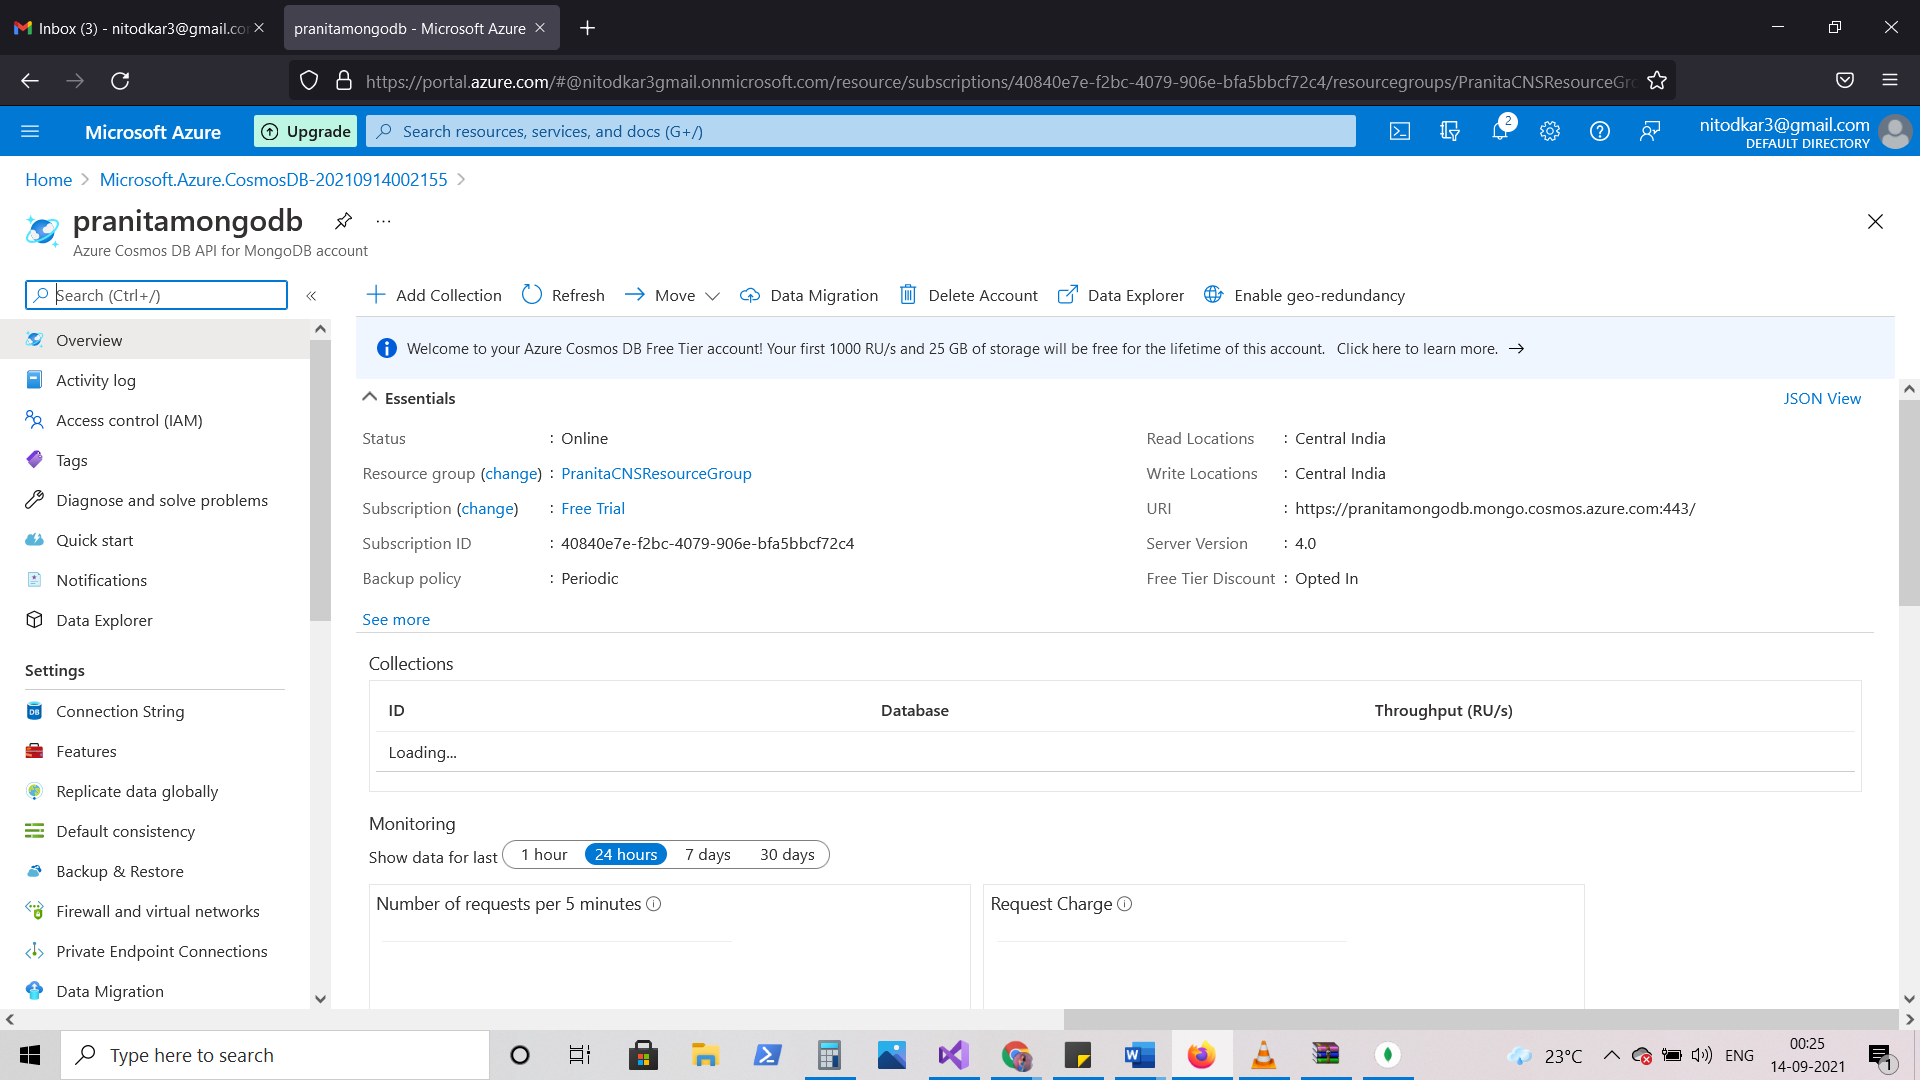 Inbox (3) - nitodkar3@gmail.co
pranitamongodb - Microsoft Azure
https://portal.azure.com/#@nitodkar3gmail.onmicrosoft.com/resource/subscriptions/40840e7e-f2bc-4079-906e-bfa5bbcf72c4/resourcegroups/PranitaCNSResourceGro
Microsoft Azure
Upgrade
Search resources, services, and docs (G+/)
2
nitodkar3@gmail.com
DEFAULT DIRECTORY
Home > Microsoft.Azure.CosmosDB-20210914002155 >
pranitamongodb ...
Azure Cosmos DB API for MongoDB account
Search (Ctrl+/)
«
Overview
Activity log
Access control (IAM)
Tags
Diagnose and solve problems
Quick start
Notifications
Data Explorer
Settings
Connection String
Features
Replicate data globally
Default consistency
Backup & Restore
Firewall and virtual networks
Private Endpoint Connections
Data Migration
Add Collection
Refresh
Move
Data Migration
Delete Account
Data Explorer
Enable geo-redundancy
Welcome to your Azure Cosmos DB Free Tier account! Your first 1000 RU/s and 25 GB of storage will be free for the lifetime of this account. Click here to learn more. →
Essentials
JSON View
Status : Online
Resource group (change) : PranitaCNSResourceGroup
Subscription (change) : Free Trial
Subscription ID : 40840e7e-f2bc-4079-906e-bfa5bbcf72c4
Backup policy : Periodic
See more
Read Locations : Central India
Write Locations : Central India
URI : https://pranitamongodb.mongo.cosmos.azure.com:443/
Server Version : 4.0
Free Tier Discount : Opted In
Collections
ID Database Throughput (RU/s)
Loading...
Monitoring
Show data for last 1 hour 24 hours 7 days 30 days
Number of requests per 5 minutes
Request Charge
Type here to search
23°C
ENG
00:25
14-09-2021
1